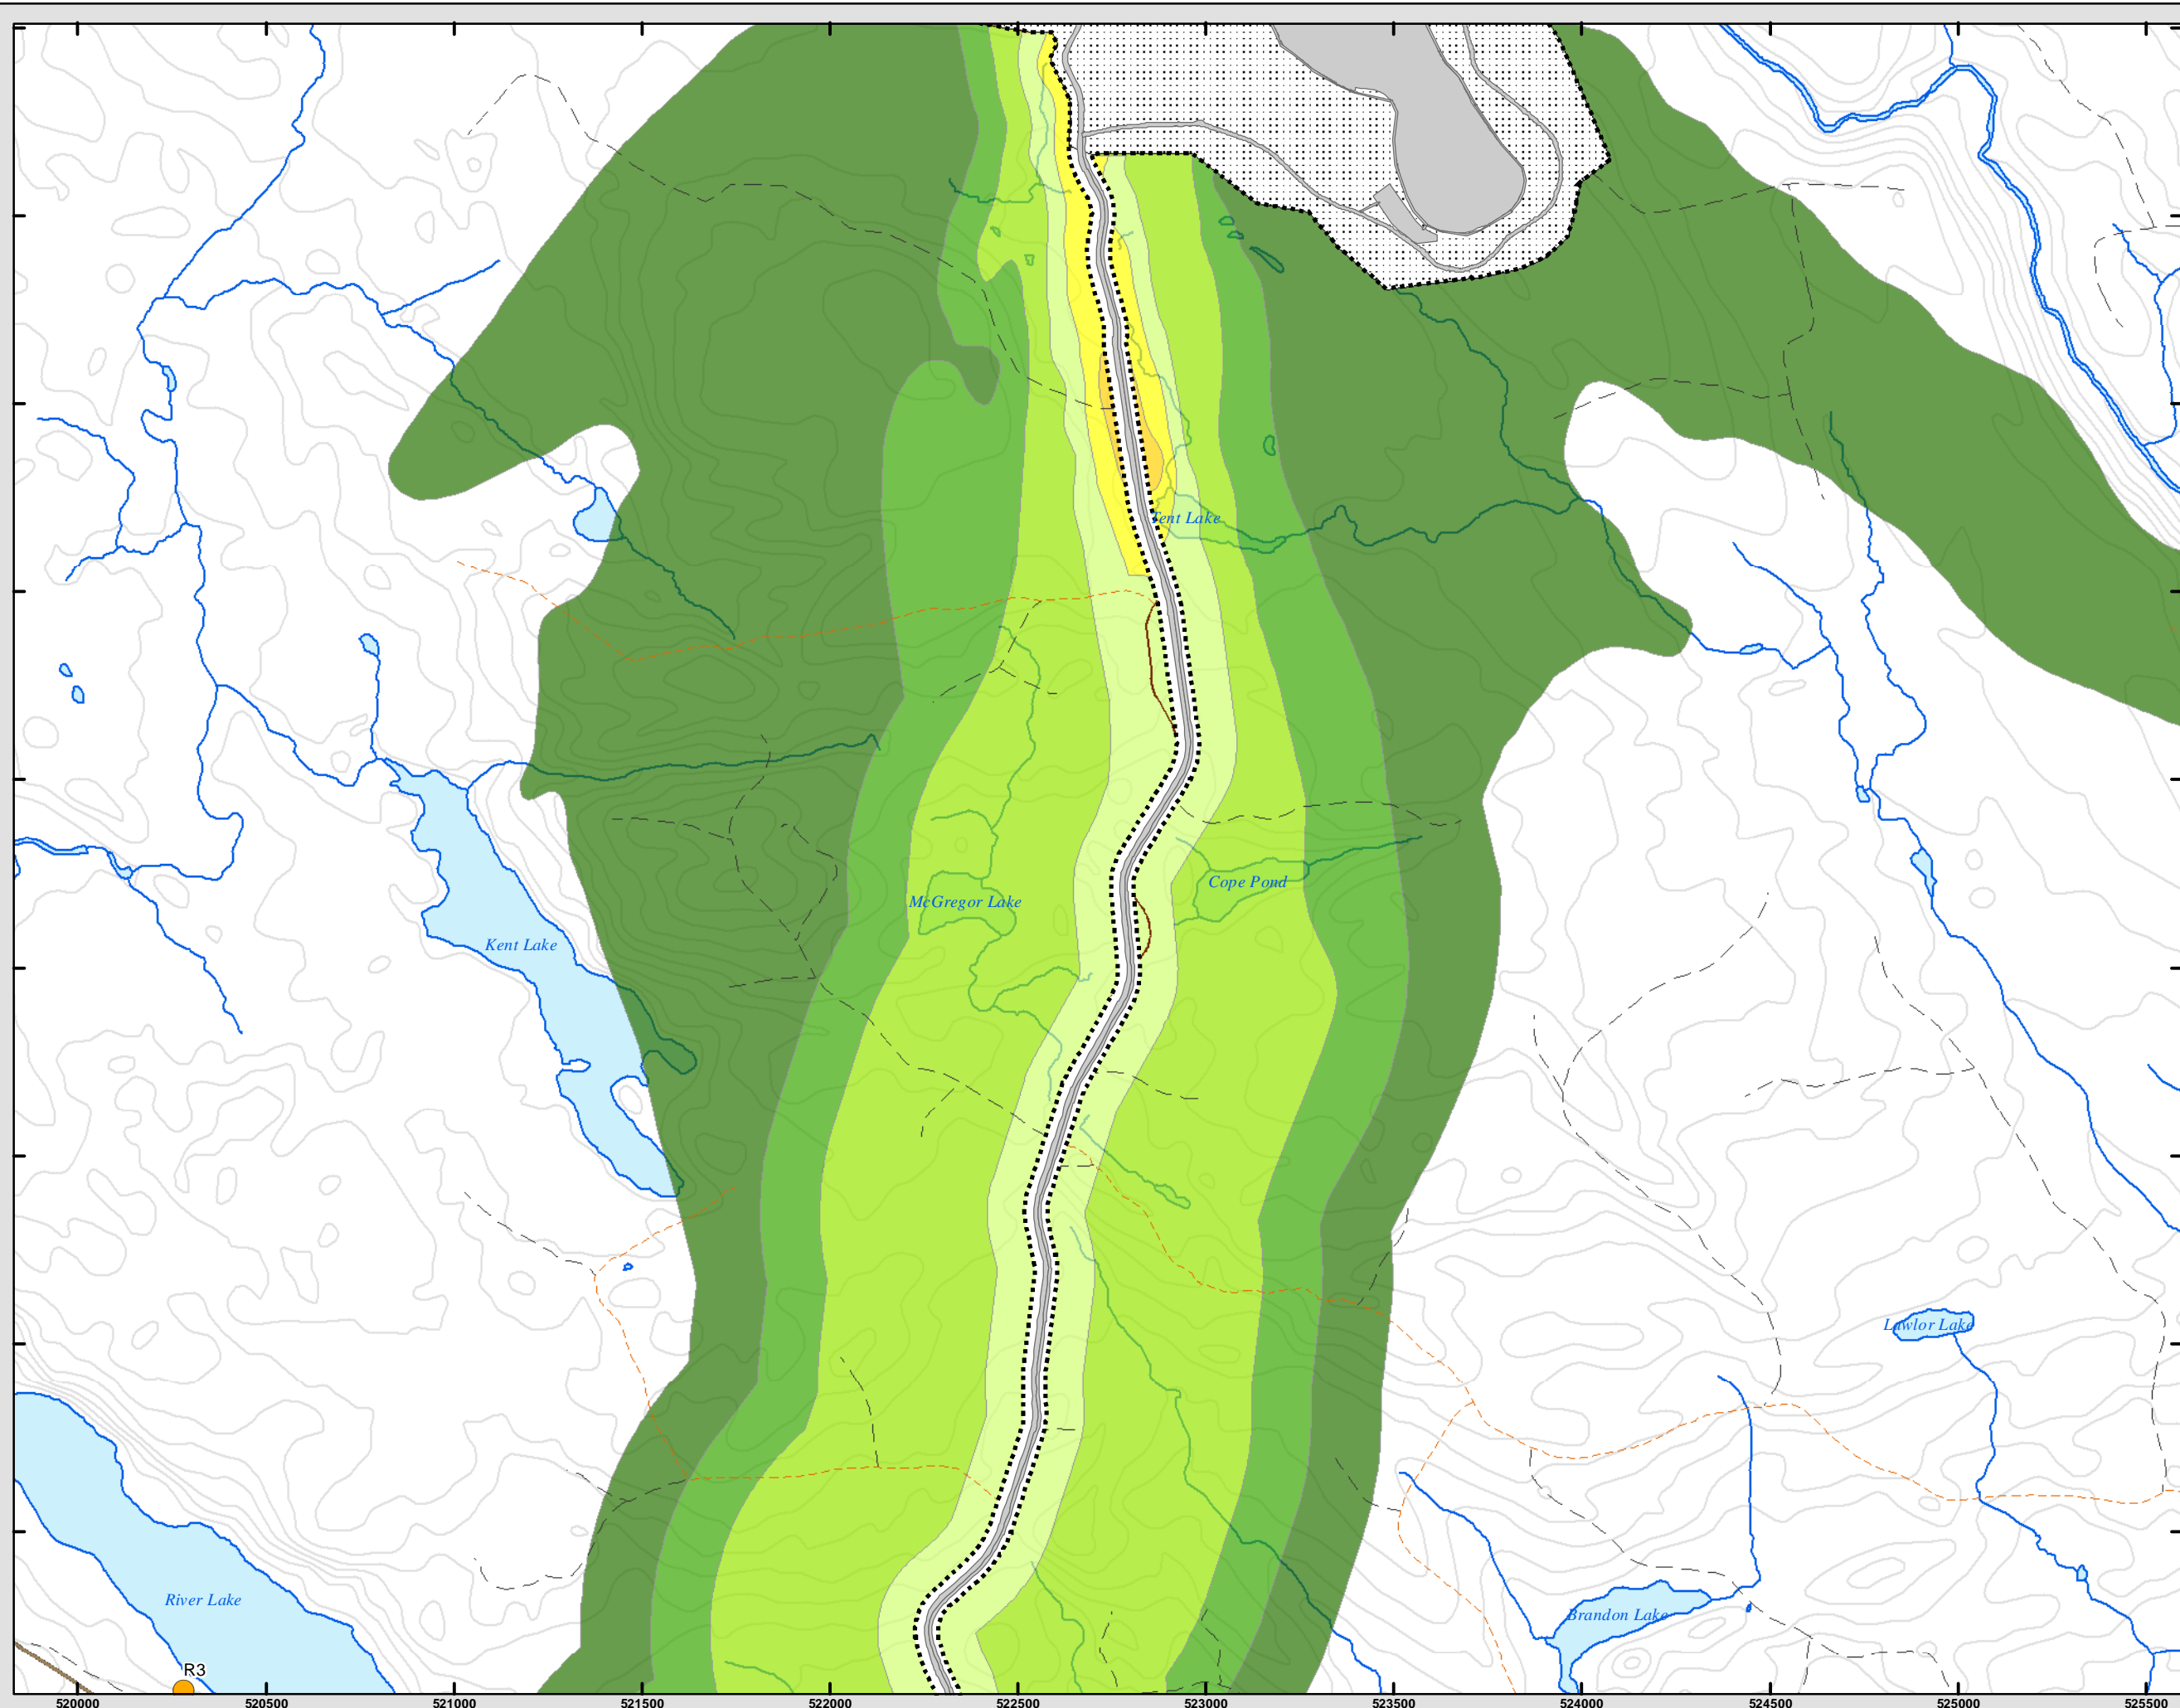 Tent Lake
Cope Pond
McGregor Lake
Kent Lake
Lawlor Lake
River Lake
Brandon Lake
R3
520000 520500 521000 521500 522000 522500 523000 523500 524000 524500 525000 525500